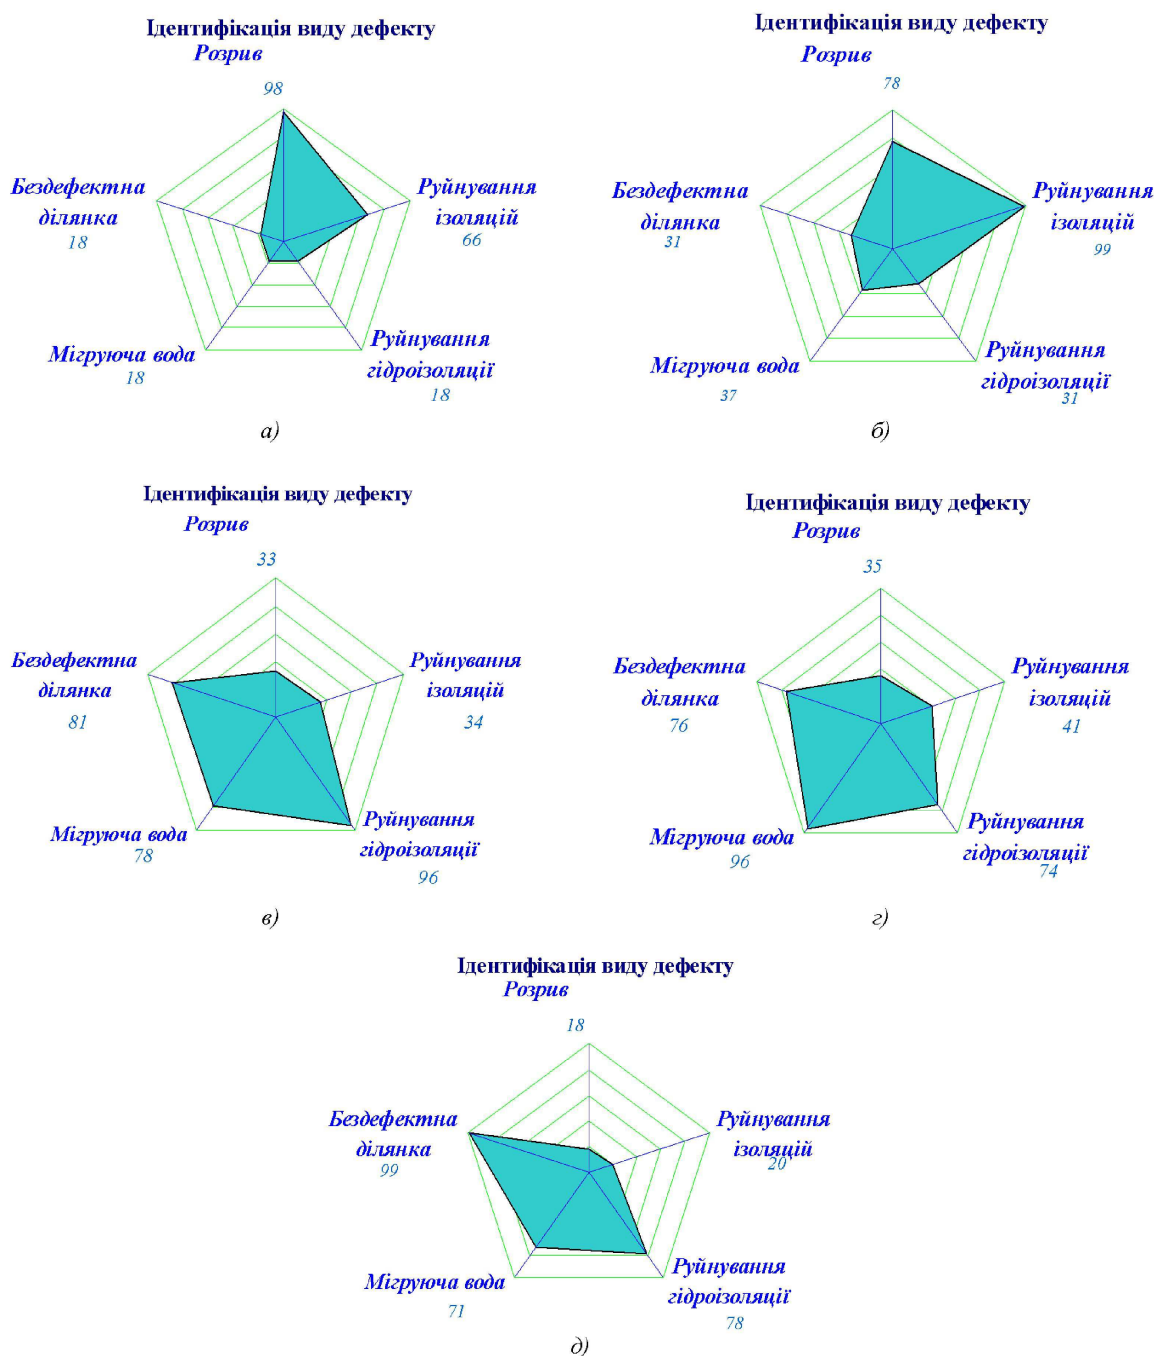 Ідентифікація виду дефекту
Розрив
98
Бездефектна
ділянка
18
Руйнування
ізоляцій
66
Мігруюча вода
18
Руйнування
гідроізоляції
18
а)
Ідентифікація виду дефекту
Розрив
78
Бездефектна
ділянка
31
Руйнування
ізоляцій
99
Мігруюча вода
37
Руйнування
гідроізоляції
31
б)
Ідентифікація виду дефекту
Розрив
33
Бездефектна
ділянка
81
Руйнування
ізоляцій
34
Мігруюча вода
78
Руйнування
гідроізоляції
96
в)
Ідентифікація виду дефекту
Розрив
35
Бездефектна
ділянка
76
Руйнування
ізоляцій
41
Мігруюча вода
96
Руйнування
гідроізоляції
74
г)
Ідентифікація виду дефекту
Розрив
18
Бездефектна
ділянка
99
Руйнування
ізоляцій
20
Мігруюча вода
71
Руйнування
гідроізоляції
78
д)